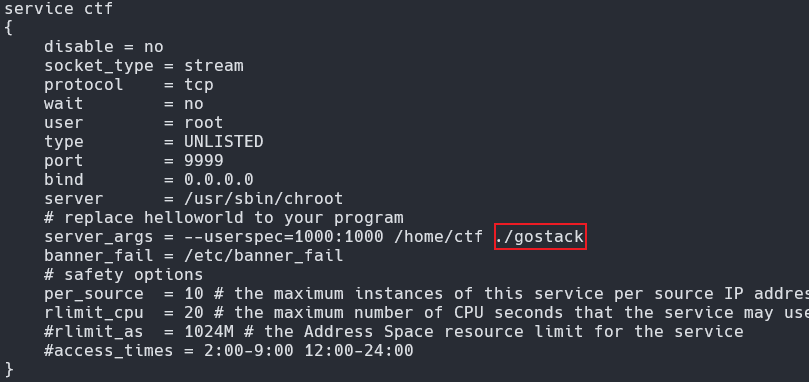 service ctf
{
    disable = no
    socket_type = stream
    protocol    = tcp
    wait        = no
    user        = root
    type        = UNLISTED
    port        = 9999
    bind        = 0.0.0.0
    server      = /usr/sbin/chroot
    # replace helloworld to your program
    server_args = --userspec=1000:1000 /home/ctf ./gostack
    banner_fail = /etc/banner_fail
    # safety options
    per_source  = 10 # the maximum instances of this service per source IP addres
    rlimit_cpu  = 20 # the maximum number of CPU seconds that the service may use
    #rlimit_as  = 1024M # the Address Space resource limit for the service
    #access_times = 2:00-9:00 12:00-24:00
}